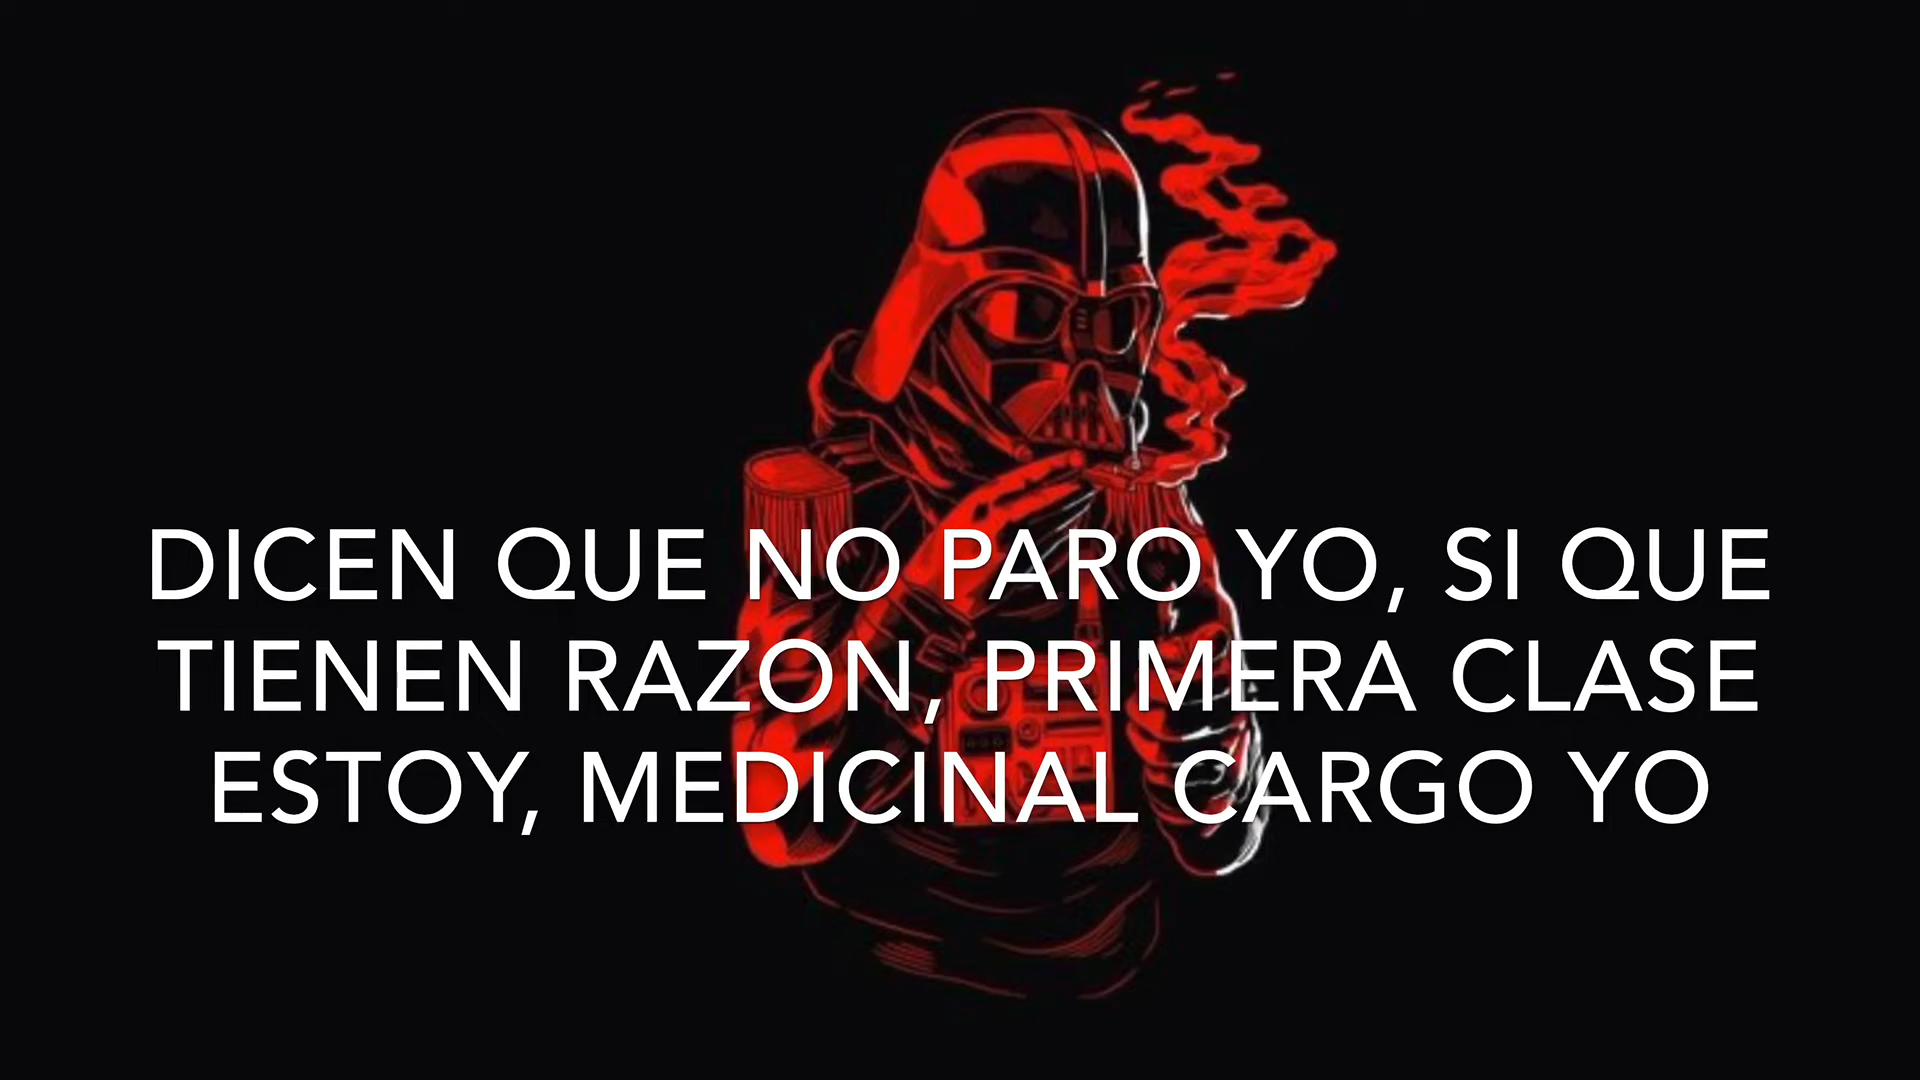 DICEN QUE NO PARO YO, SI QUE
TIENEN RAZON, PRIMERA CLASE
ESTOY, MEDICINAL CARGO YO